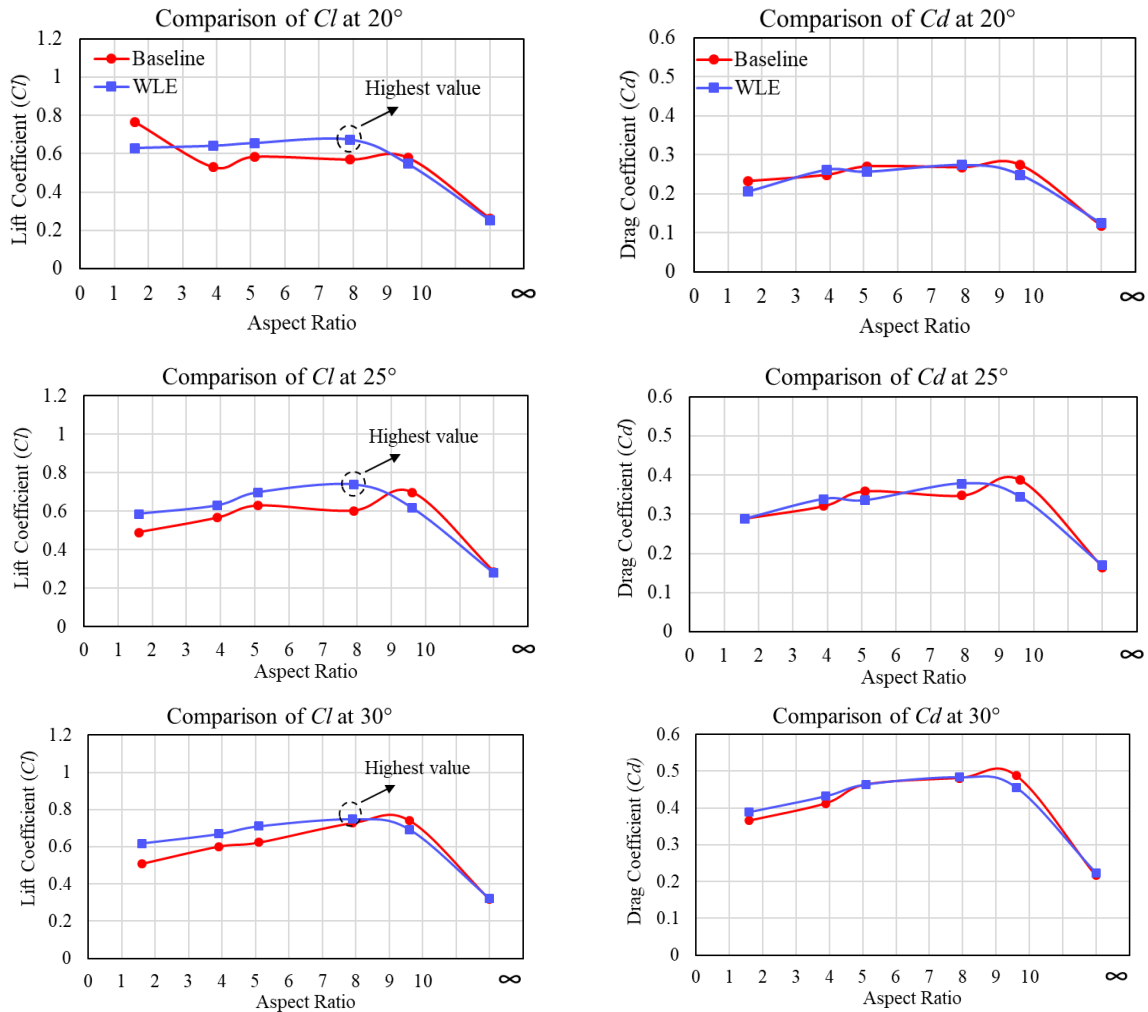 Comparison of Cl at 20°
Lift Coefficient (Cl)
1.2
1
0.8
0.6
0.4
0.2
0
Baseline
WLE
Highest value
0 1 2 3 4 5 6 7 8 9 10 ∞
Aspect Ratio
Comparison of Cd at 20°
Drag Coefficient (Cd)
0.6
0.5
0.4
0.3
0.2
0.1
0
Baseline
WLE
0 1 2 3 4 5 6 7 8 9 10 ∞
Aspect Ratio
Comparison of Cl at 25°
Lift Coefficient (Cl)
1.2
1
0.8
0.6
0.4
0.2
0
Highest value
0 1 2 3 4 5 6 7 8 9 10 ∞
Aspect Ratio
Comparison of Cd at 25°
Drag Coefficient (Cd)
0.6
0.5
0.4
0.3
0.2
0.1
0
0 1 2 3 4 5 6 7 8 9 10 ∞
Aspect Ratio
Comparison of Cl at 30°
Lift Coefficient (Cl)
1.2
1
0.8
0.6
0.4
0.2
0
Highest value
0 1 2 3 4 5 6 7 8 9 10 ∞
Aspect Ratio
Comparison of Cd at 30°
Drag Coefficient (Cd)
0.6
0.5
0.4
0.3
0.2
0.1
0
0 1 2 3 4 5 6 7 8 9 10 ∞
Aspect Ratio